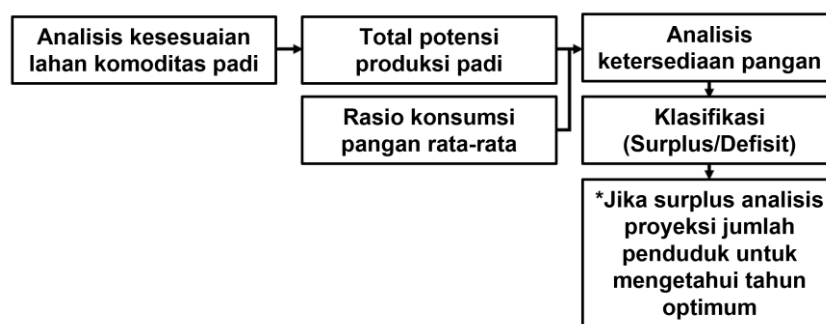 Analisis kesesuaian
lahan komoditas padi
Total potensi
produksi padi
Analisis
ketersediaan pangan
Rasio konsumsi
pangan rata-rata
Klasifikasi
(Surplus/Defisit)
*Jika surplus analisis
proyeksi jumlah
penduduk untuk
mengetahui tahun
optimum